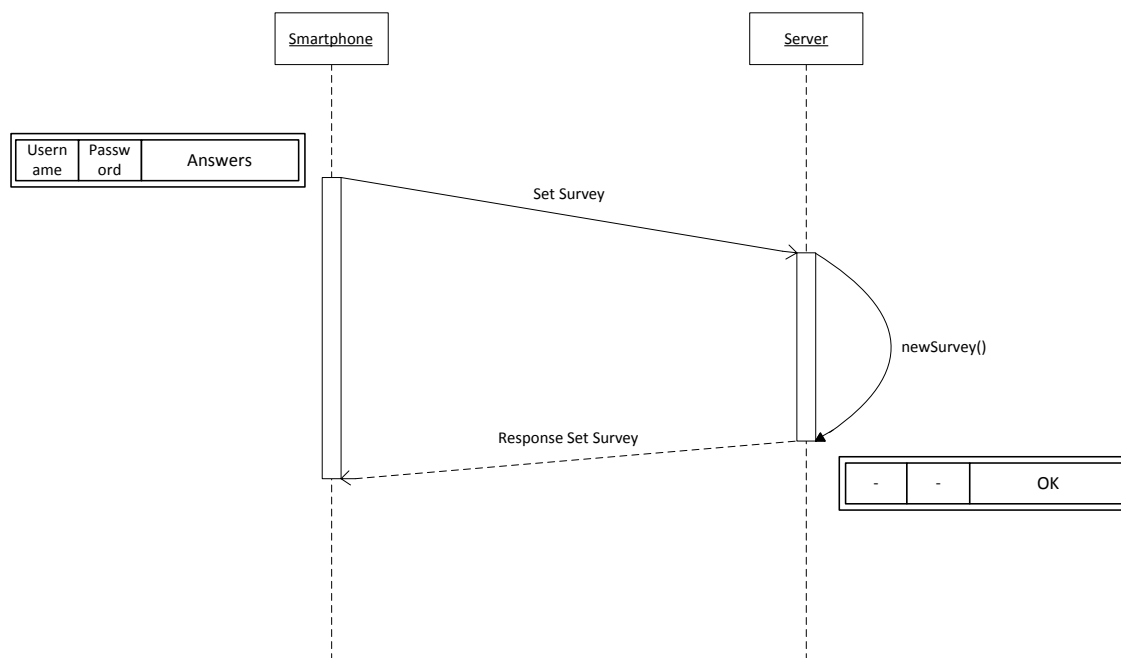 Smartphone
Server
Usern
ame
Passw
ord
Answers
Set Survey
newSurvey()
Response Set Survey
-
-
OK